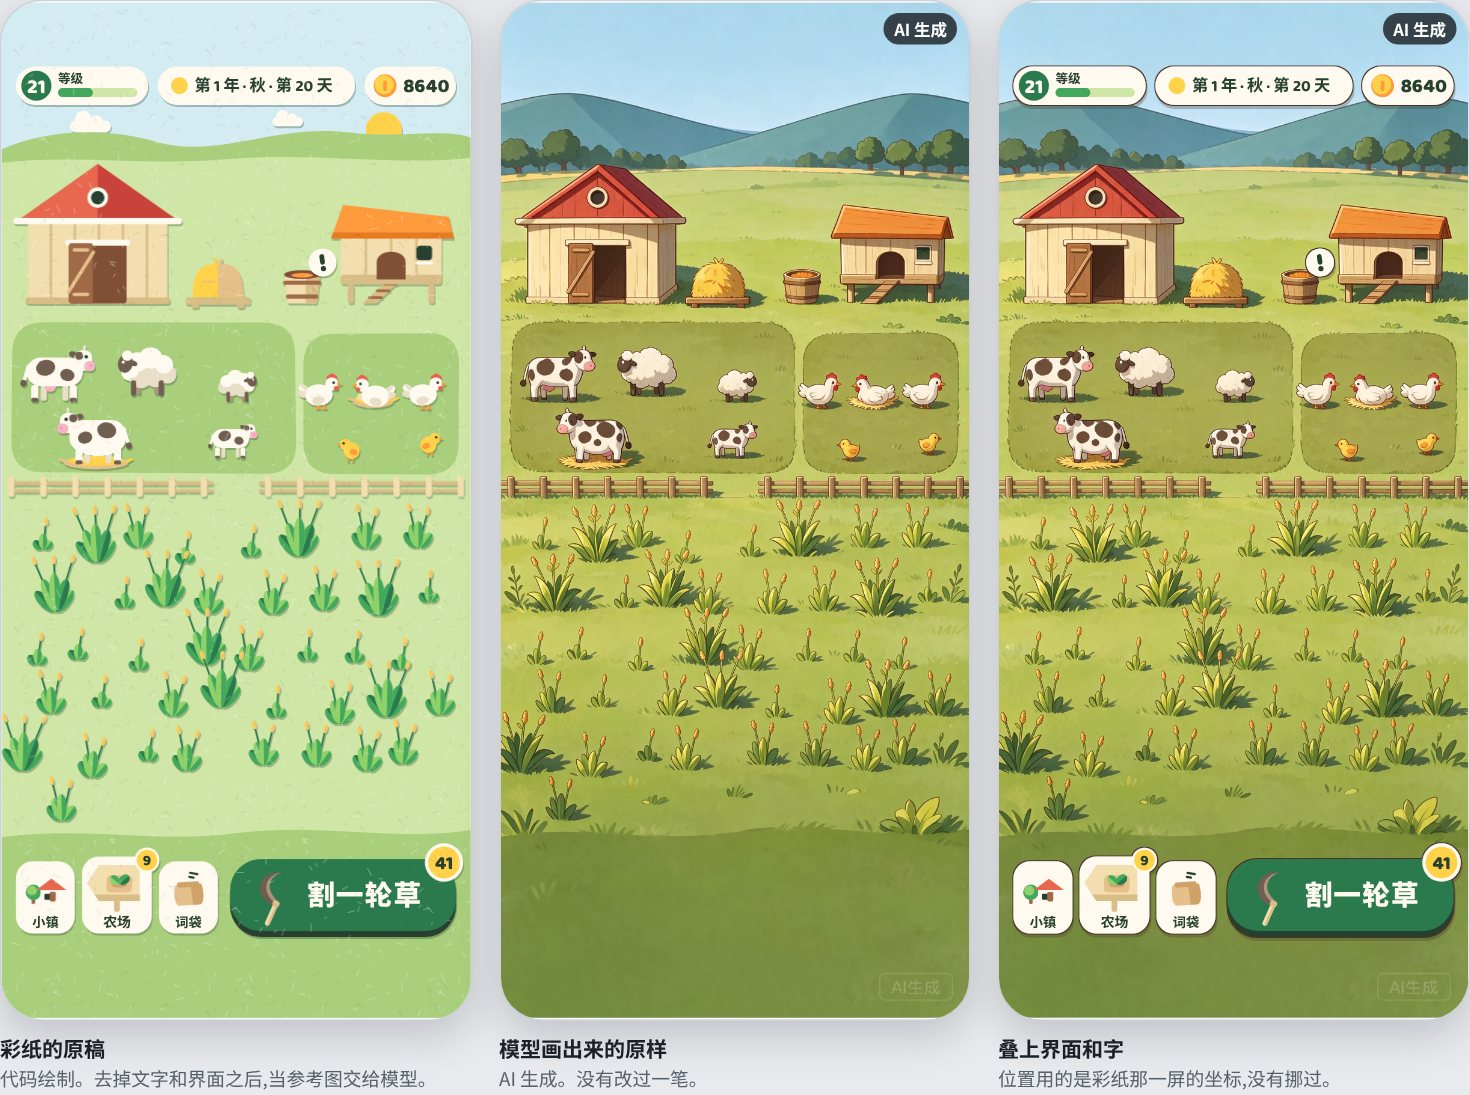 21
等级
第1年·秋·第20天
8640
!
小镇
9
农场
词袋
割一轮草
41
彩纸的原稿
代码绘制。去掉文字和界面之后,当参考图交给模型。
AI 生成
AI生成
模型画出来的原样
AI 生成。没有改过一笔。
AI 生成
21
等级
第1年·秋·第20天
8640
!
小镇
9
农场
词袋
割一轮草
41
AI生成
叠上界面和字
位置用的是彩纸那一屏的坐标,没有挪过。